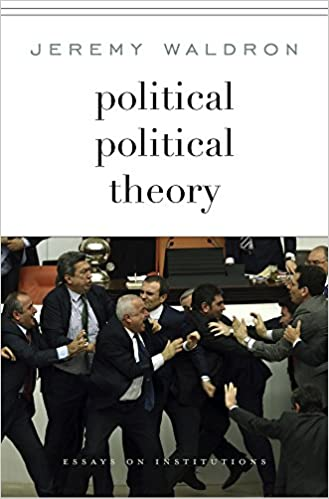 JEREMY WALDRON
political
political
theory
ESSAYS ON INSTITUTIONS